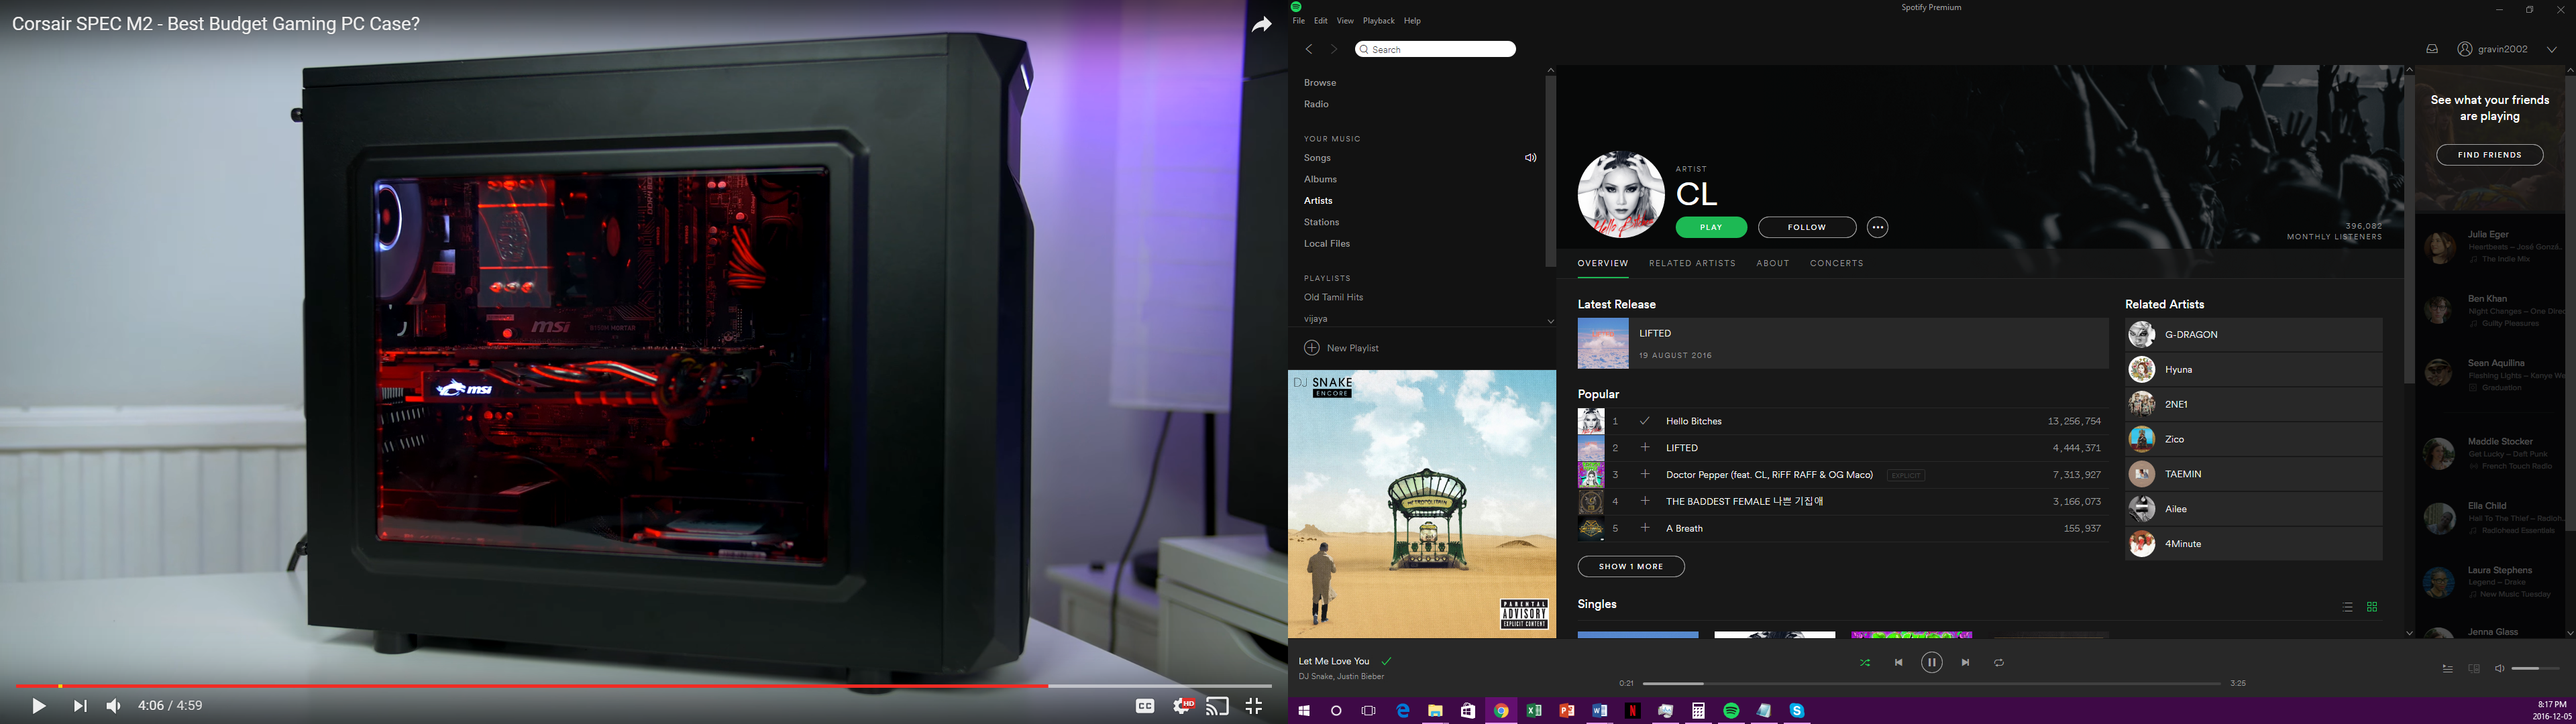 Corsair SPEC M2 - Best Budget Gaming PC Case?
msi
msi
4:06 / 4:59
CC
HD
Spotify Premium
File Edit View Playback Help
Search
gravin2002
Browse
Radio
YOUR MUSIC
Songs
Albums
Artists
Stations
Local Files
PLAYLISTS
Old Tamil Hits
vijaya
New Playlist
DJ SNAKE
ENCORE
METROPOLITAIN
PARENTAL
ADVISORY
EXPLICIT CONTENT
ARTIST
CL
Hello Bitches
PLAY
FOLLOW
396,082
MONTHLY LISTENERS
OVERVIEW RELATED ARTISTS ABOUT CONCERTS
Latest Release
LIFTED
19 AUGUST 2016
Popular
1 Hello Bitches 13,256,754
2 LIFTED 4,444,371
3 Doctor Pepper (feat. CL, RiFF RAFF & OG Maco) EXPLICIT 7,313,927
4 THE BADDEST FEMALE 나쁜 기집애 3,166,073
5 A Breath 155,937
SHOW 1 MORE
Singles
Related Artists
G-DRAGON
Hyuna
2NE1
Zico
TAEMIN
Ailee
4Minute
See what your friends
are playing
FIND FRIENDS
Julia Eger
Heartbeats – José Gonzá..
The Indie Mix
Ben Khan
Night Changes – One Direc
Guilty Pleasures
Sean Aquilina
Flashing Lights – Kanye We
Graduation
Maddie Stocker
Get Lucky – Daft Punk
French Touch Radio
Ella Child
Hail To The Thief – Radioh..
Radiohead Essentials
Laura Stephens
Legend – Drake
New Music Tuesday
Jenna Glass
Let Me Love You
DJ Snake, Justin Bieber
0:21
3:25
8:17 PM
2016-12-05